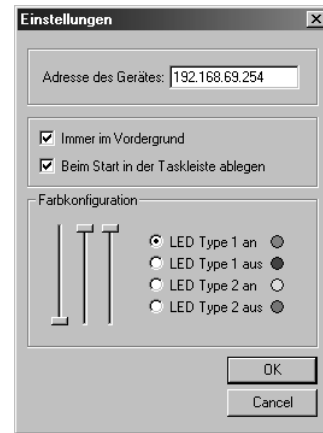 Einstellungen
Adresse des Gerätes: 192.168.69.254
Immer im Vordergrund
Beim Start in der Taskleiste ablegen
Farbkonfiguration
LED Type 1 an
LED Type 1 aus
LED Type 2 an
LED Type 2 aus
OK
Cancel